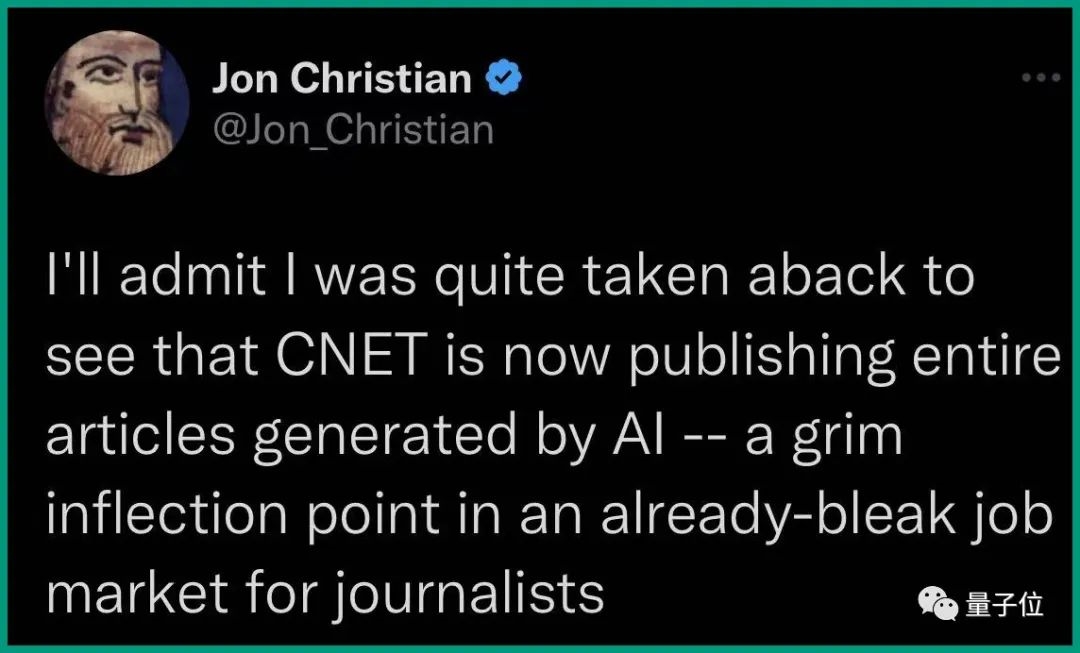 Jon Christian
@Jon_Christian
I'll admit I was quite taken aback to
see that CNET is now publishing entire
articles generated by AI -- a grim
inflection point in an already-bleak job
market for journalists
量子位